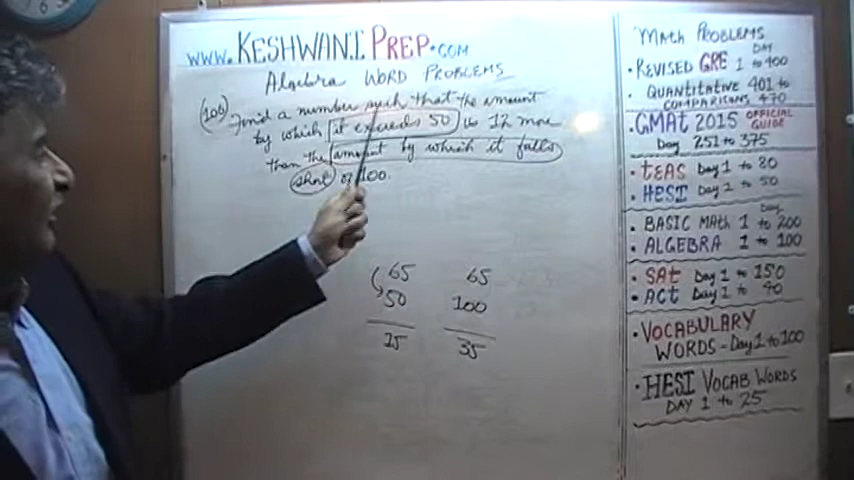 www.KESHWANI PREP.com
Algebra WORD PROBLEMS
(100) Find a number such that the amount
by which it exceeds 50 is 12 more
than the amount by which it falls
short of 100.
65 65
50 100
15 35
MATH PROBLEMS
DAY
• REVISED GRE 1 to 400
• QUANTITATIVE 401 to
COMPARISONS 470
• GMAT 2015 OFFICIAL GUIDE
Day 251 to 375
• TEAS Day 1 to 80
• HESI Day 1 to 50
Day
• BASIC MATH 1 to 200
• ALGEBRA 1 to 100
• SAT Day 1 to 150
• ACT Day 1 to 40
• VOCABULARY
WORDS - Day 1 to 100
• HESI VOCAB WORDS
DAY 1 to 25